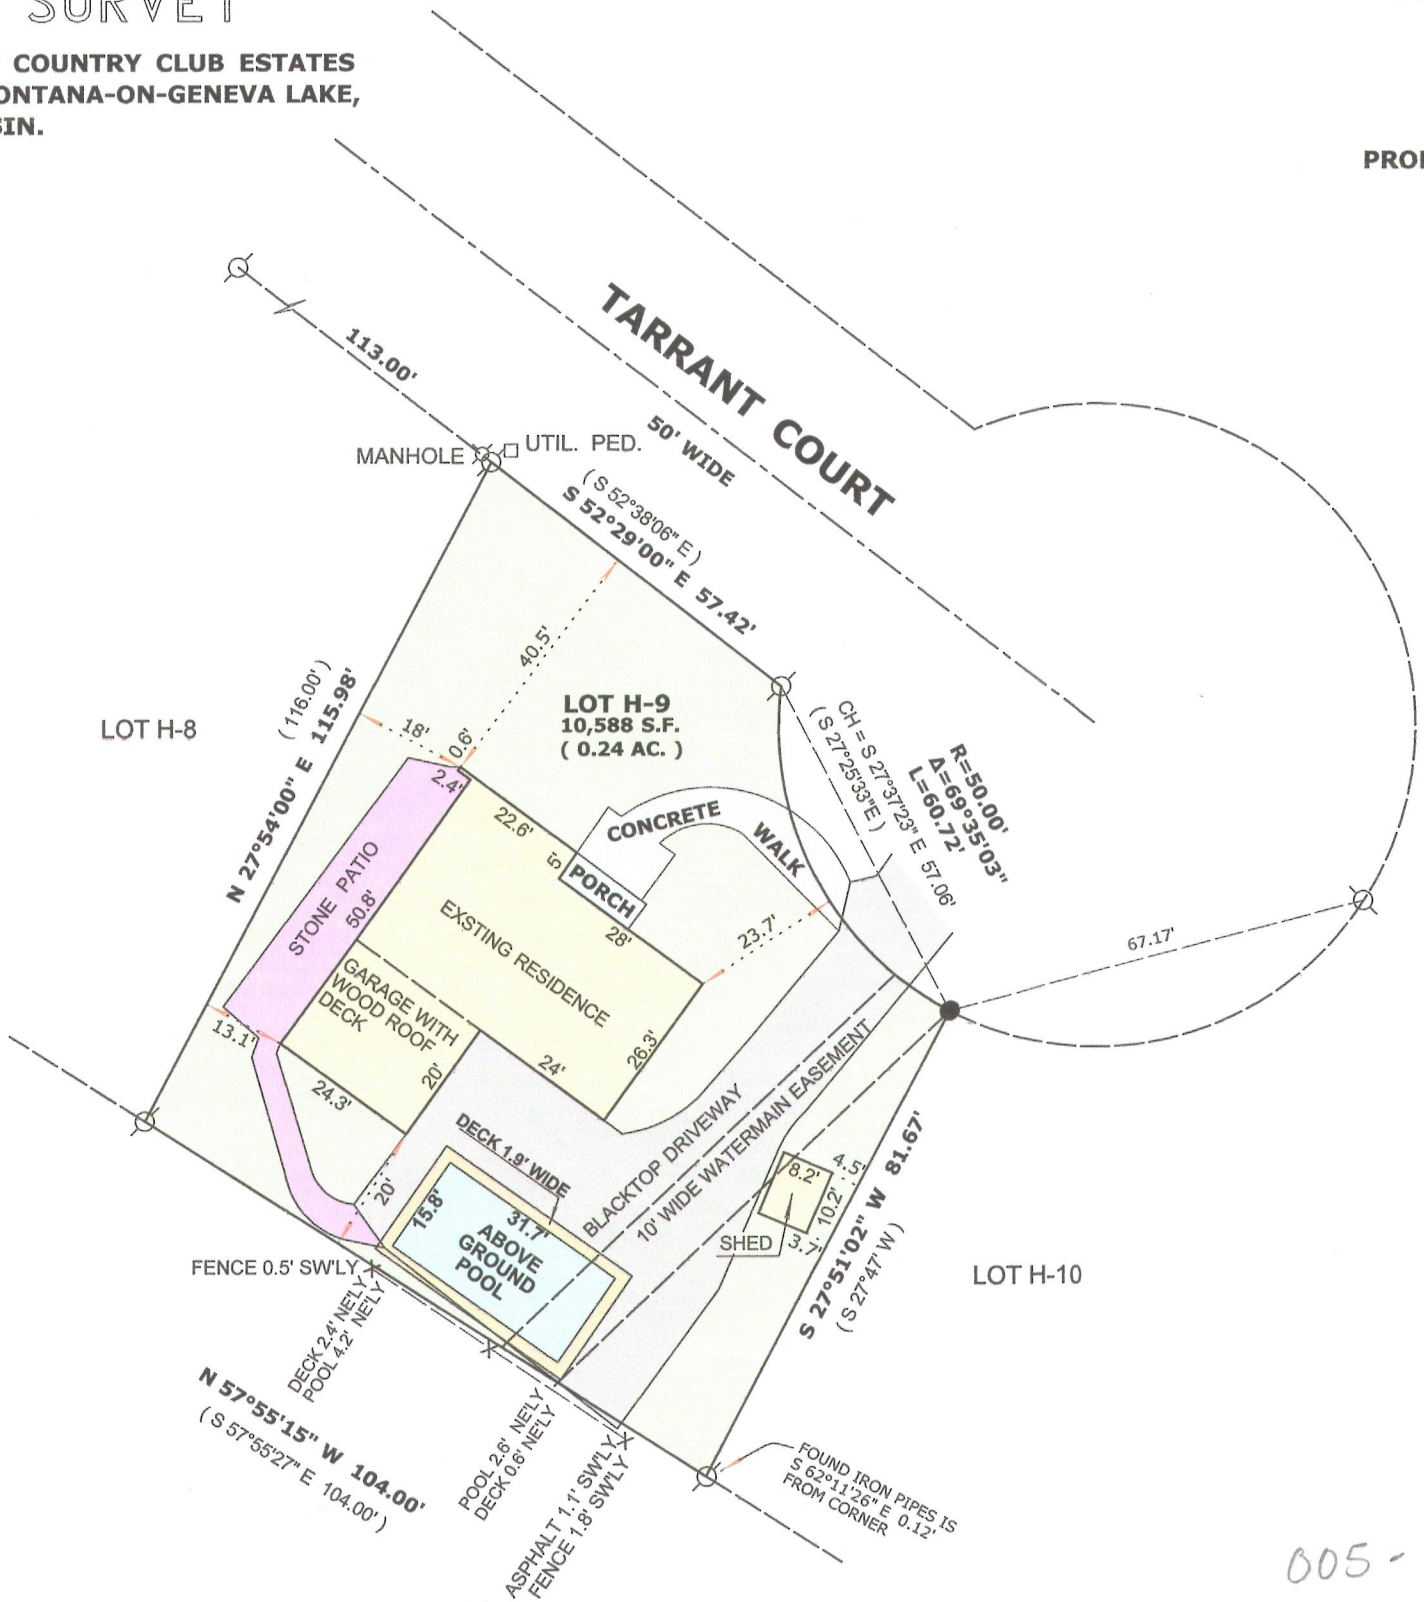 SURVEY
COUNTRY CLUB ESTATES
ONTANA-ON-GENEVA LAKE,
SIN.
113.00'
TARRANT COURT
50' WIDE
MANHOLE
UTIL. PED.
( S 52°38'06" E )
S 52°29'00" E 57.42'
40.5'
LOT H-9
10,588 S.F.
( 0.24 AC. )
LOT H-8
( 116.00' )
N 27°54'00" E 115.98'
18'
0.6'
2.4'
CH = S 27°37'23" E 57.06'
( S 27°25'33"E )
R=50.00'
Δ=69°35'03"
L=60.72'
22.6'
5'
CONCRETE
WALK
PORCH
28'
STONE PATIO
50.8'
EXSTING RESIDENCE
23.7'
67.17'
GARAGE WITH
WOOD ROOF
DECK
13.1'
24.3'
20'
24'
26.3'
DECK 1.9' WIDE
BLACKTOP DRIVEWAY
10' WIDE WATERMAIN EASEMENT
20'
15.8'
31.7'
ABOVE
GROUND
POOL
8.2'
4.5'
10.2'
3.7'
SHED
S 27°51'02" W 81.67'
( S 27°47' W )
LOT H-10
FENCE 0.5' SW'LY
DECK 2.4' NE'LY
POOL 4.2' NE'LY
N 57°55'15" W 104.00'
( S 57°55'27" E 104.00' )
POOL 2.6' NE'LY
DECK 0.6' NE'LY
ASPHALT 1.1' SW'LY
FENCE 1.8' SW'LY
FOUND IRON PIPES IS
S 62°11'26" E 0.12'
FROM CORNER
005-